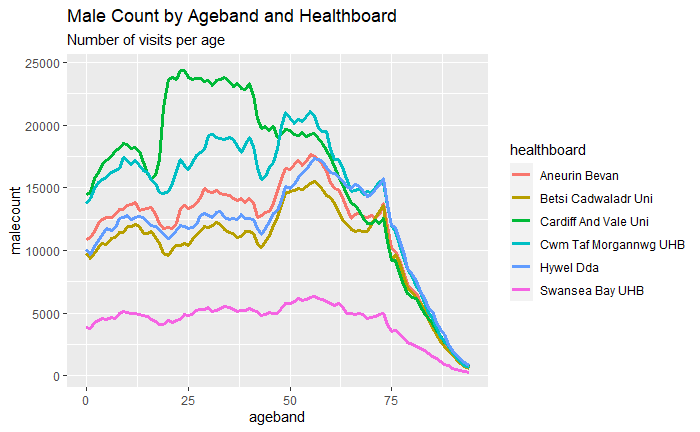 Male Count by Ageband and Healthboard
Number of visits per age
25000
20000
15000
10000
5000
0
malecount
0 25 50 75
ageband
healthboard
Aneurin Bevan
Betsi Cadwaladr Uni
Cardiff And Vale Uni
Cwm Taf Morgannwg UHB
Hywel Dda
Swansea Bay UHB